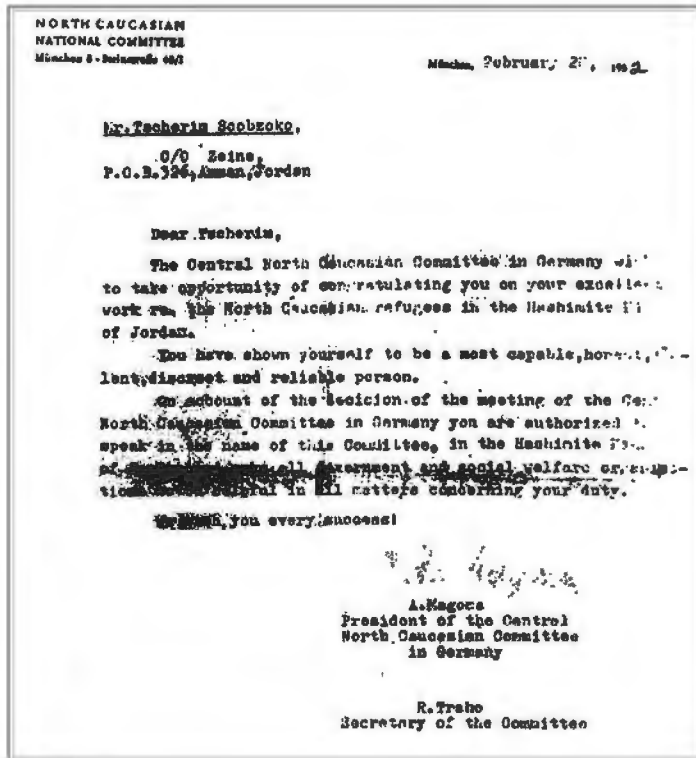 NORTH CAUCASIAN
NATIONAL COMMITTEE
München 8
München, February
Mr. Tscherim Soobzoko,
C/O Zeine,
P.O.B.326, Amman, Jordan
Dear Tscherim,
The Central North Caucasian Committee in Germany
to take opportunity of congratulating you on your
work re. the North Caucasian refugees in the Hashimite
of Jordan.
You have shown yourself to be a most capable,
lent, discreet and reliable person.
On account of the decicion of the meeting of the
North Caucasian Committee in Germany you are authorized
speak in the name of this Committee, in the Hashimite
of all government and social welfare
in all matters concerning your duty.
you every success!
A.Magoma
President of the Central
North Caucasian Committee
in Germany
R.Traho
Secretary of the Committee